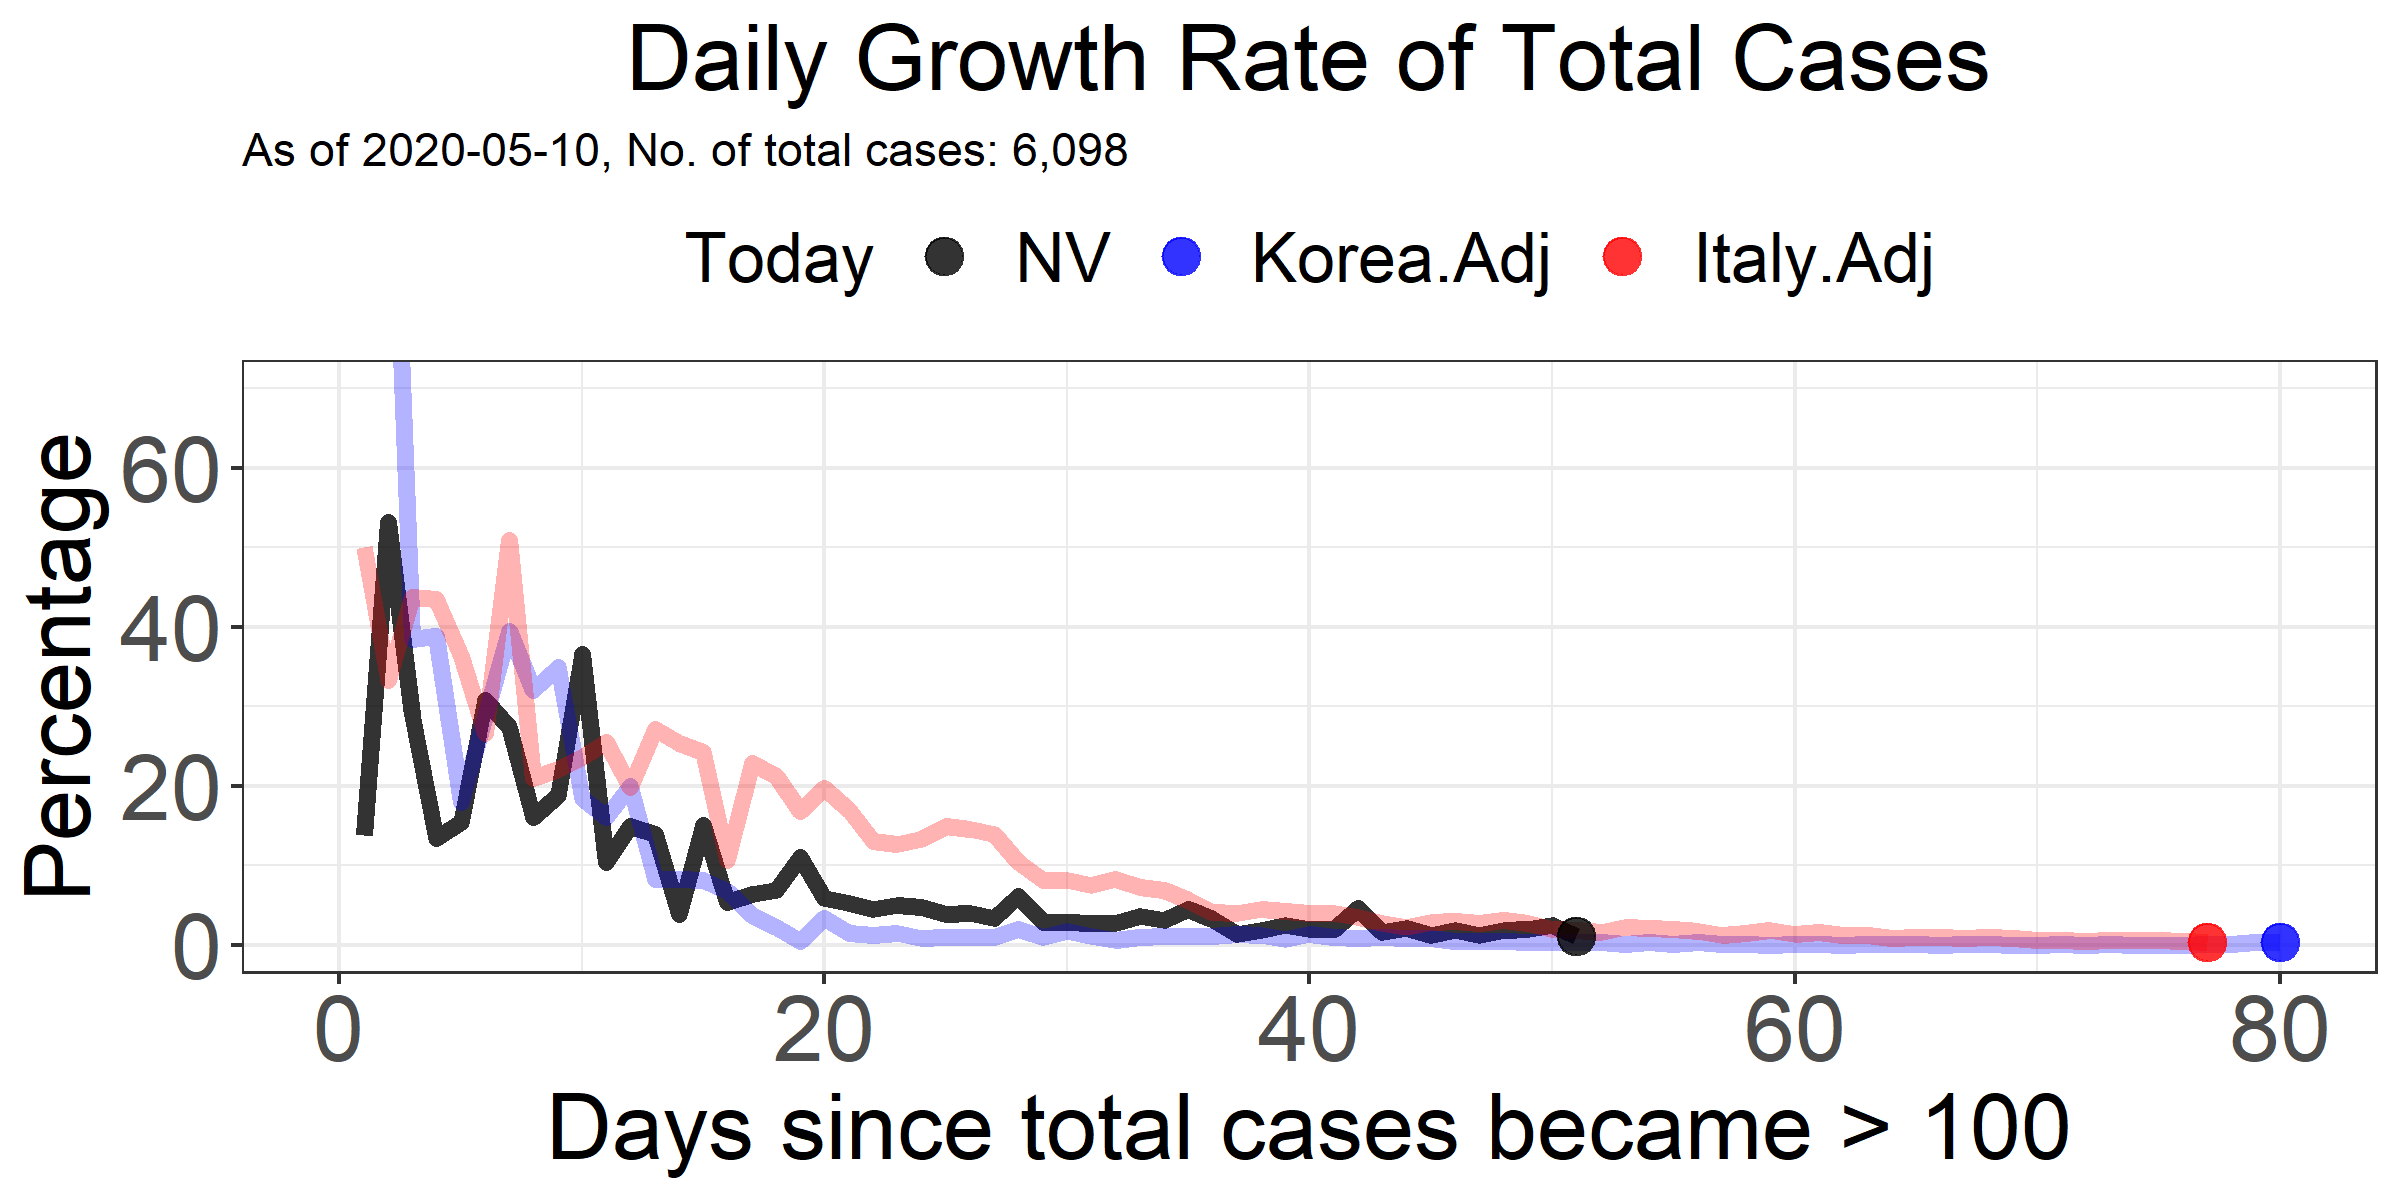 Daily Growth Rate of Total Cases
As of 2020-05-10, No. of total cases: 6,098
Today NV Korea.Adj Italy.Adj
Percentage
60
40
20
0
0 20 40 60 80
Days since total cases became > 100